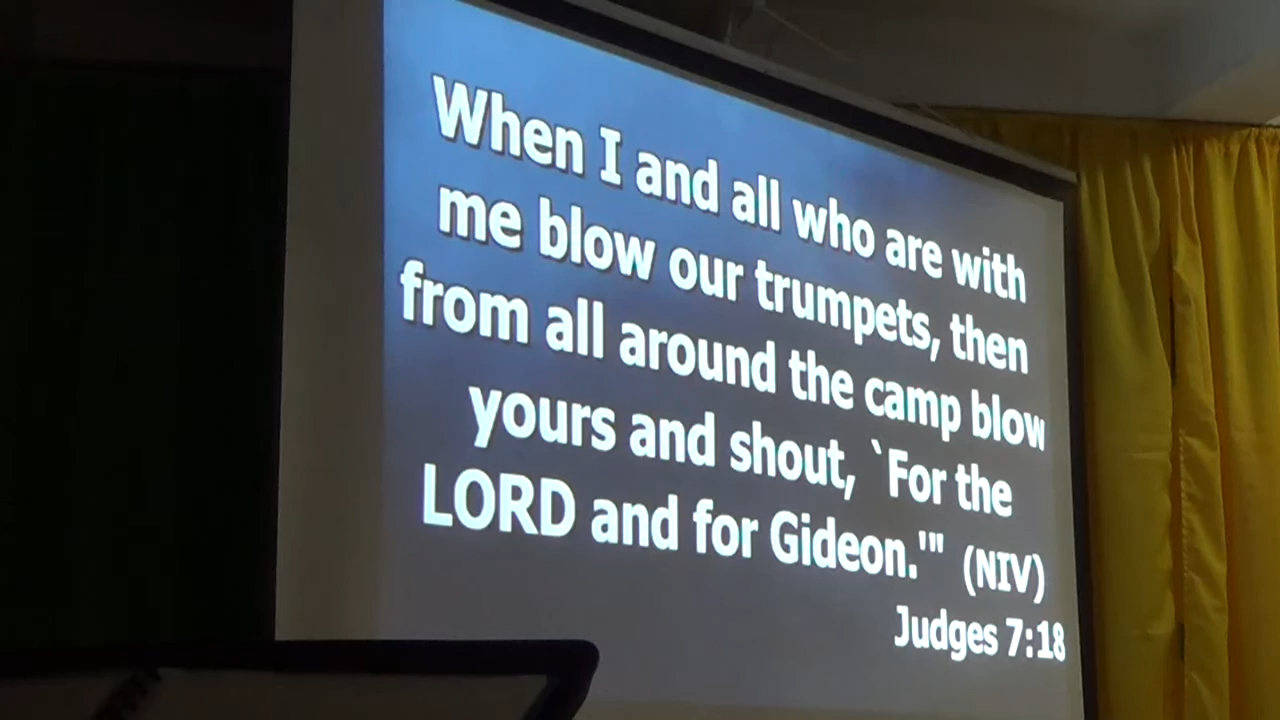 When I and all who are with
me blow our trumpets, then
from all around the camp blow
yours and shout, `For the
LORD and for Gideon.'" (NIV)
Judges 7:18